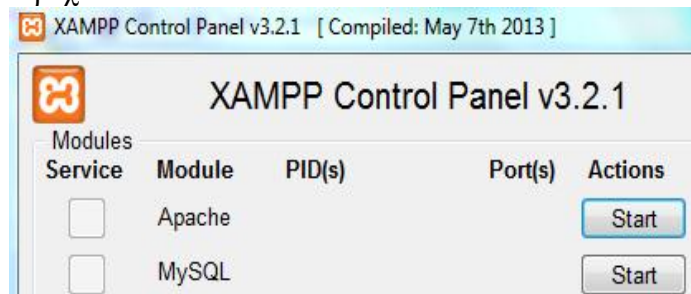 XAMPP Control Panel v3.2.1 [ Compiled: May 7th 2013 ]
XAMPP Control Panel v3.2.1
Modules
Service Module PID(s) Port(s) Actions
Apache Start
MySQL Start